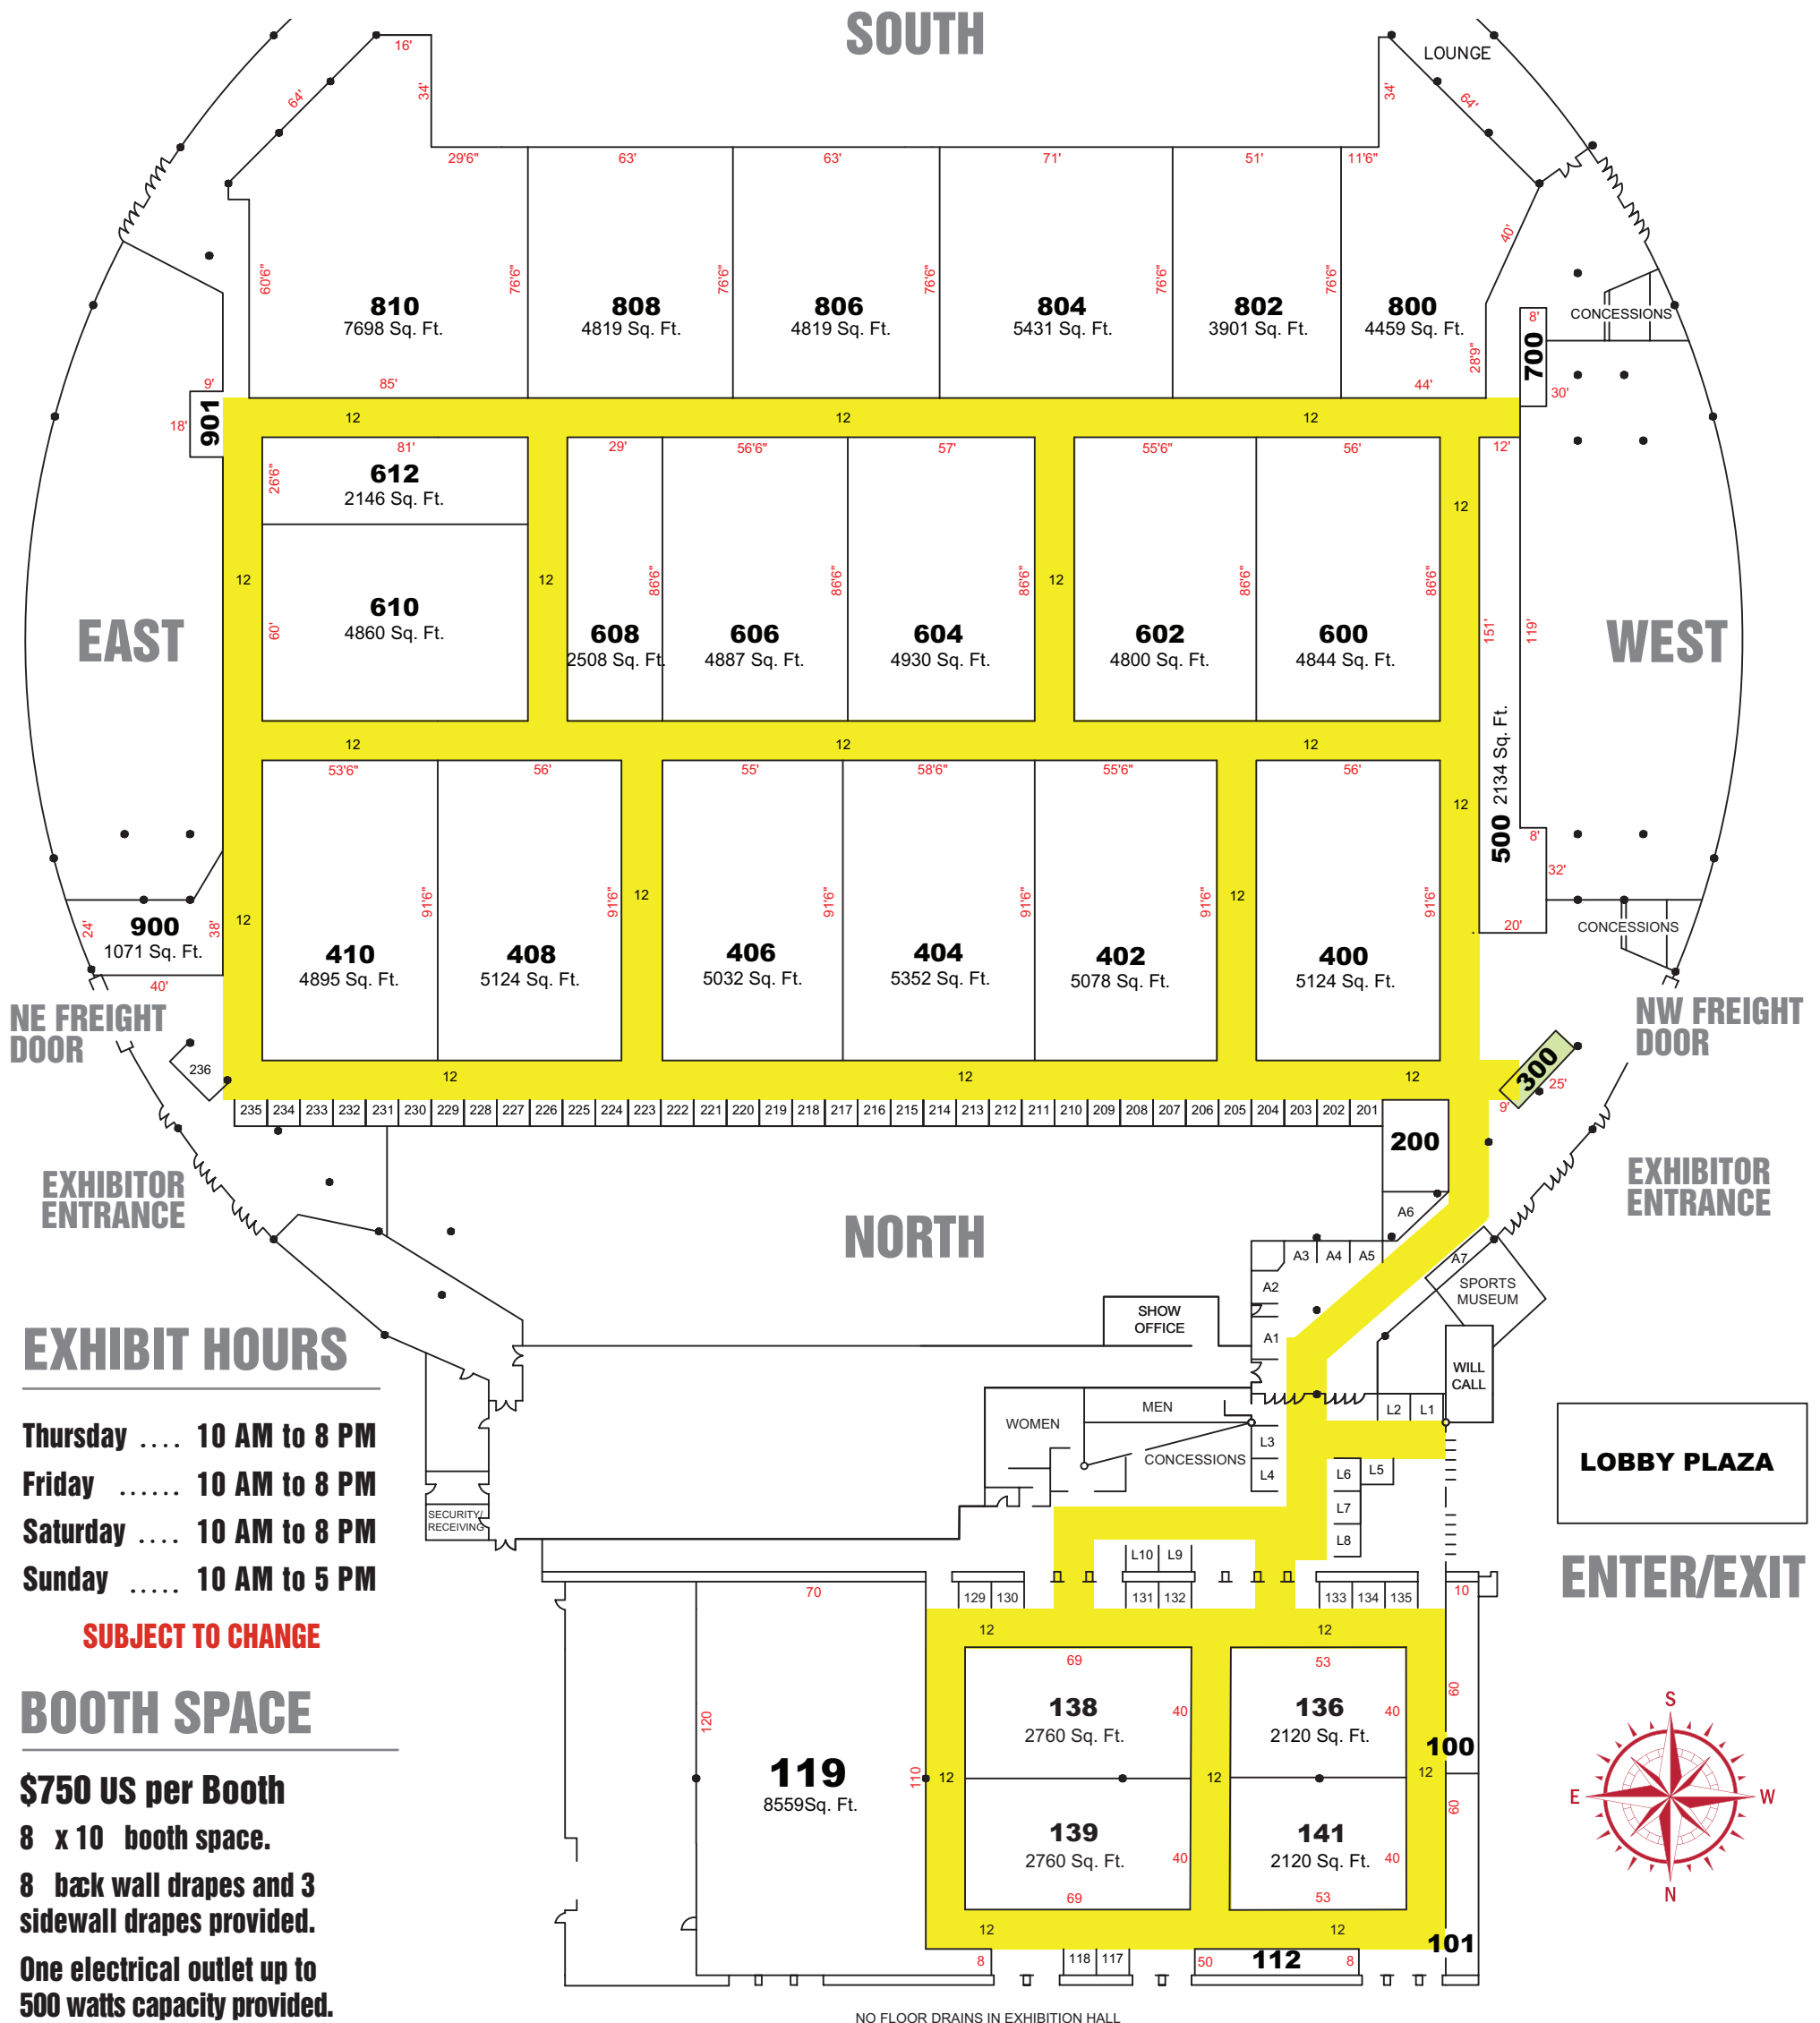 SOUTH
LOUNGE
16'
34'
64'
34'
64'
29'6"
63'
63'
71'
51'
11'6"
60'6"
76'6"
76'6"
76'6"
76'6"
76'6"
40'
28'9"
810
7698 Sq. Ft.
808
4819 Sq. Ft.
806
4819 Sq. Ft.
804
5431 Sq. Ft.
802
3901 Sq. Ft.
800
4459 Sq. Ft.
85'
44'
CONCESSIONS
8'
700
30'
9'
901
18'
12
12
12
81'
29'
56'6"
57'
55'6"
56'
12'
26'6"
612
2146 Sq. Ft.
12
12
12
12
86'6"
86'6"
86'6"
86'6"
86'6"
60'
610
4860 Sq. Ft.
608
2508 Sq. Ft.
606
4887 Sq. Ft.
604
4930 Sq. Ft.
602
4800 Sq. Ft.
600
4844 Sq. Ft.
EAST
WEST
151'
119'
500 2134 Sq. Ft.
8'
32'
20'
12
12
12
53'6"
56'
55'
58'6"
55'6"
56'
12
12
12
12
91'6"
91'6"
91'6"
91'6"
91'6"
91'6"
410
4895 Sq. Ft.
408
5124 Sq. Ft.
406
5032 Sq. Ft.
404
5352 Sq. Ft.
402
5078 Sq. Ft.
400
5124 Sq. Ft.
24'
900
1071 Sq. Ft.
38'
40'
CONCESSIONS
NE FREIGHT
DOOR
NW FREIGHT
DOOR
236
12
12
12
300
25'
9'
235 234 233 232 231 230 229 228 227 226 225 224 223 222 221 220 219 218 217 216 215 214 213 212 211 210 209 208 207 206 205 204 203 202 201
200
EXHIBITOR
ENTRANCE
EXHIBITOR
ENTRANCE
NORTH
A6
A3 A4 A5
A7
A2
A1
SPORTS
MUSEUM
SHOW
OFFICE
WILL
CALL
WOMEN
MEN
CONCESSIONS
L2 L1
L3
L4
L6 L5
L7
L8
L10 L9
SECURITY/
RECEIVING
EXHIBIT HOURS
Thursday .... 10 AM to 8 PM
Friday ...... 10 AM to 8 PM
Saturday .... 10 AM to 8 PM
Sunday ..... 10 AM to 5 PM
SUBJECT TO CHANGE
BOOTH SPACE
$750 US per Booth
8 x 10 booth space.
8 back wall drapes and 3
sidewall drapes provided.
One electrical outlet up to
500 watts capacity provided.
LOBBY PLAZA
ENTER/EXIT
70
129 130
131 132
133 134 135
10
12
12
69
53
120
119
8559Sq. Ft.
110
12
138
2760 Sq. Ft.
40
136
2120 Sq. Ft.
40
60
100
12
12
139
2760 Sq. Ft.
40
69
141
2120 Sq. Ft.
40
53
60
12
12
101
8
118 117
50
112
8
S
E
W
N
NO FLOOR DRAINS IN EXHIBITION HALL